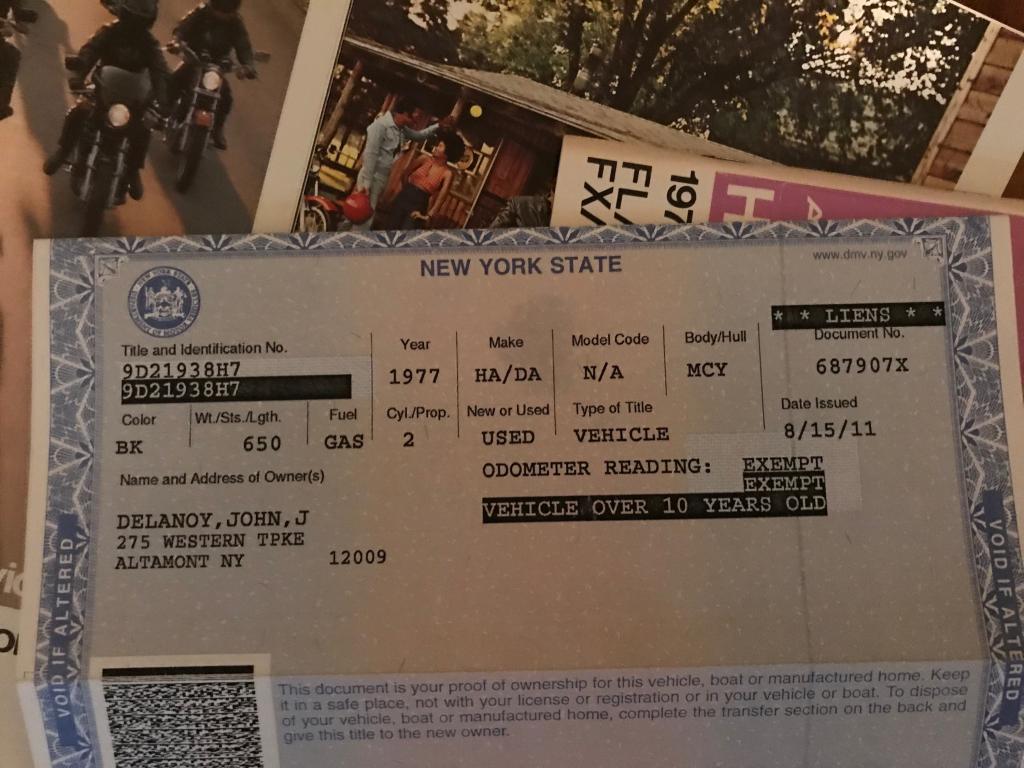 197
FL
FX
H
A
NEW YORK STATE
www.dmv.ny.gov
* * LIENS * *
Title and Identification No.
Year
Make
Model Code
Body/Hull
Document No.
9D21938H7
9D21938H7
1977
HA/DA
N/A
MCY
687907X
Color
Wt./Sts./Lgth.
Fuel
Cyl./Prop.
New or Used
Type of Title
Date Issued
BK
650
GAS
2
USED
VEHICLE
8/15/11
ODOMETER READING: EXEMPT
EXEMPT
VEHICLE OVER 10 YEARS OLD
Name and Address of Owner(s)
DELANOY,JOHN,J
275 WESTERN TPKE
ALTAMONT NY 12009
VOID IF ALTERED
VOID IF ALTERED
This document is your proof of ownership for this vehicle, boat or manufactured home. Keep
it in a safe place, not with your license or registration or in your vehicle or boat. To dispose
of your vehicle, boat or manufactured home, complete the transfer section on the back and
give this title to the new owner.